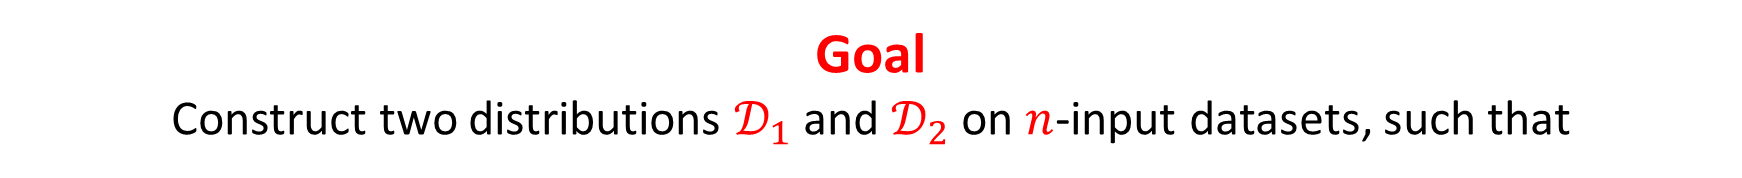 Goal
Construct two distributions 𝒟₁ and 𝒟₂ on n-input datasets, such that